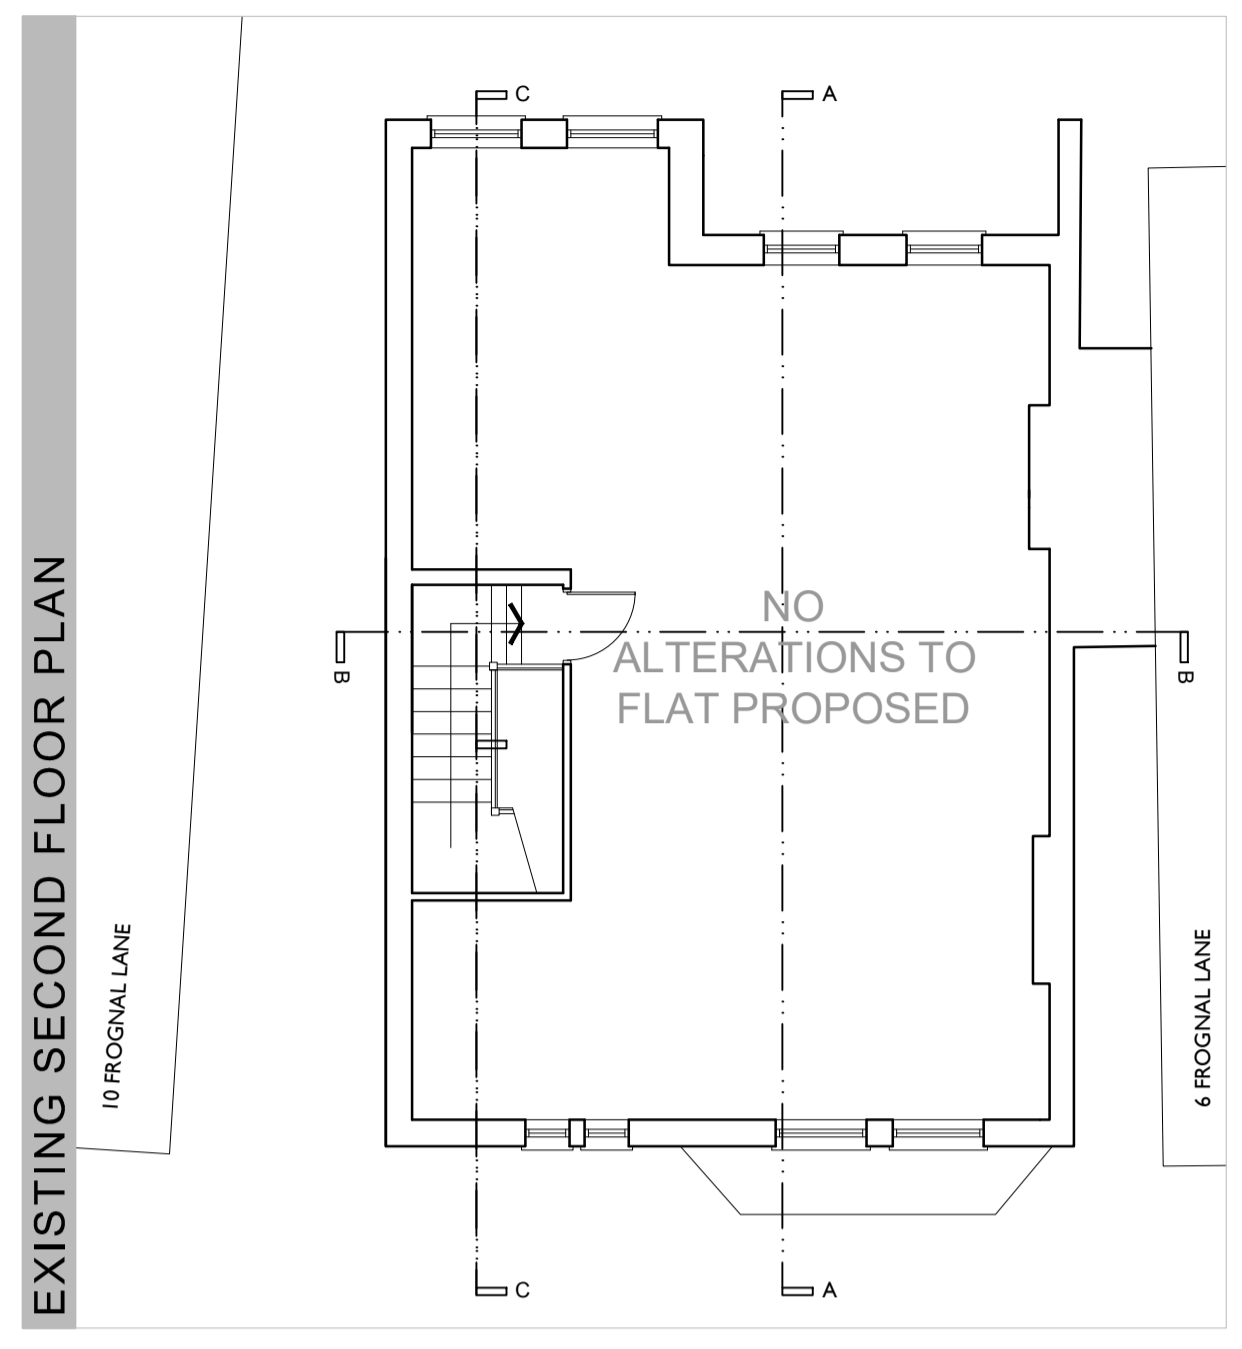 EXISTING SECOND FLOOR PLAN
C
A
NO
ALTERATIONS TO
FLAT PROPOSED
B
B
10 FROGNAL LANE
6 FROGNAL LANE
C
A